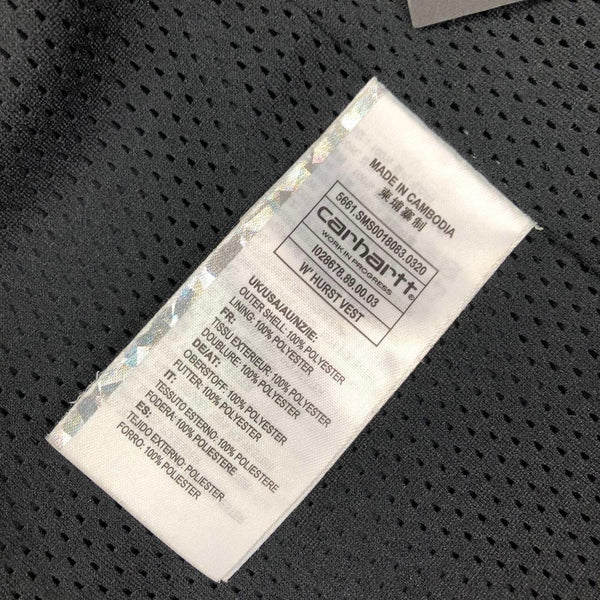 MADE IN CAMBODIA
柬埔寨制
5661.SMS0018083.0320
carhartt®
WORK IN PROGRESS
I028678.89.00.03
W' HURST VEST
UK/USA/AU/NZ/IE:
OUTER SHELL: 100% POLYESTER
LINING: 100% POLYESTER
FR:
TISSU EXTERIEUR: 100% POLYESTER
DOUBLURE: 100% POLYESTER
DE/AT:
OBERSTOFF: 100% POLYESTER
FUTTER: 100% POLYESTER
IT:
TESSUTO ESTERNO: 100% POLIESTERE
FODERA: 100% POLIESTERE
ES:
TEJIDO EXTERNO: POLIESTER
FORRO: 100% POLIESTER